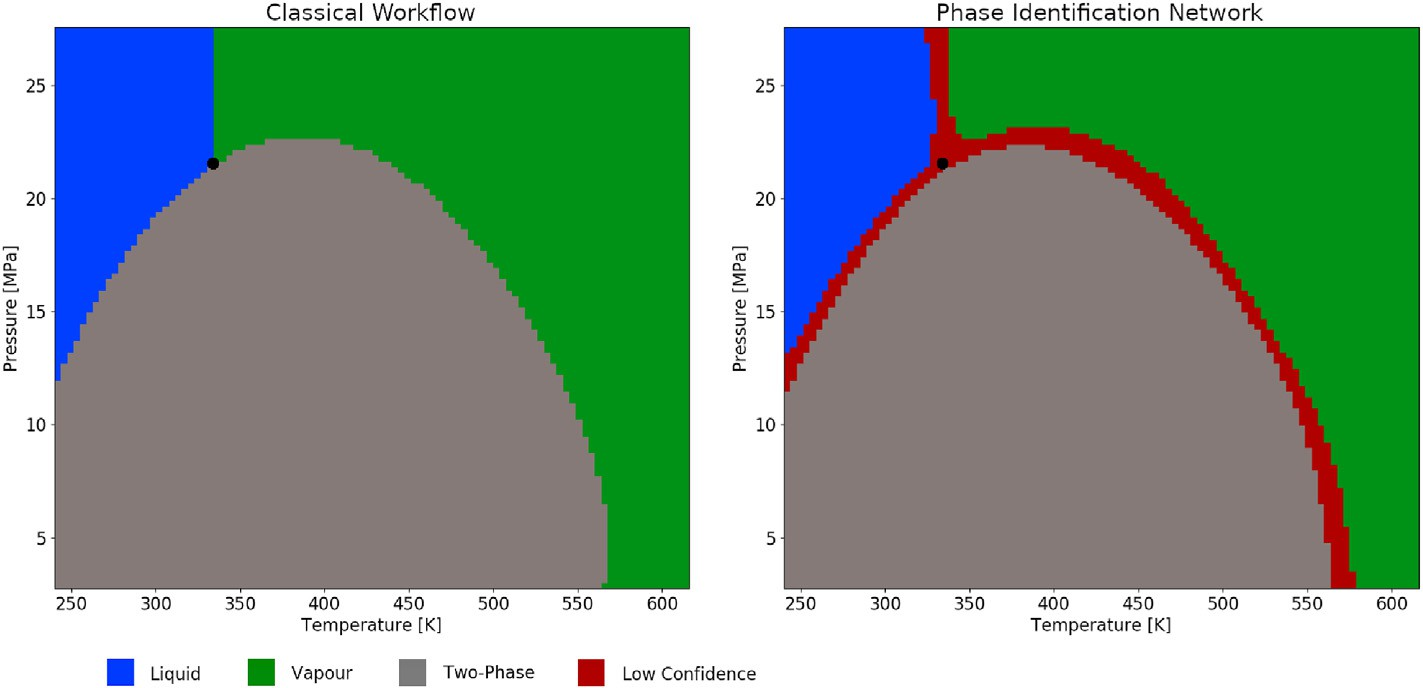 Classical Workflow
Phase Identification Network
25
20
15
10
5
Pressure [MPa]
250 300 350 400 450 500 550 600
Temperature [K]
25
20
15
10
5
Pressure [MPa]
250 300 350 400 450 500 550 600
Temperature [K]
Liquid Vapour Two-Phase Low Confidence